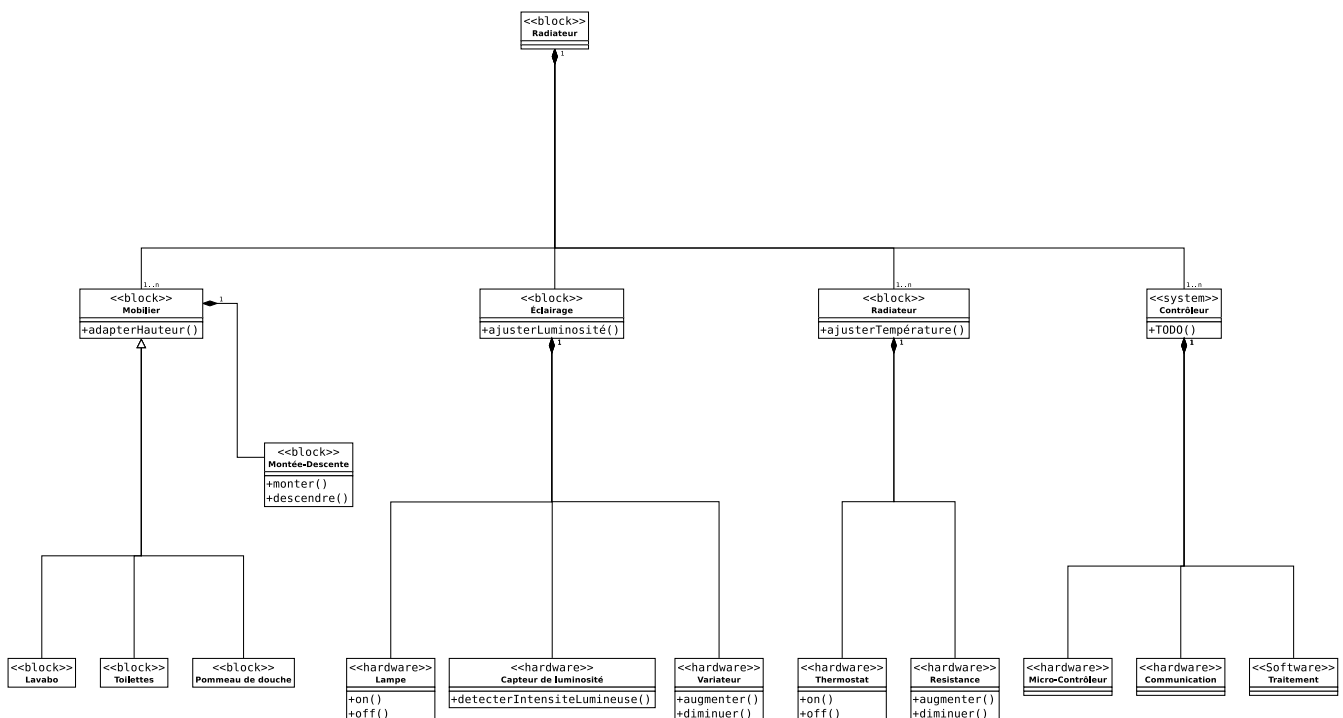 <<block>>
Radiateur
1
1..n
1..n
1..n
<<block>>
Mobilier
+adapterHauteur()
1
<<block>>
Éclairage
+ajusterLuminosité()
1
<<block>>
Radiateur
+ajusterTempérature()
1
<<system>>
Contrôleur
+TODO()
1
<<block>>
Montée-Descente
+monter()
+descendre()
<<block>>
Lavabo
<<block>>
Toilettes
<<block>>
Pommeau de douche
<<hardware>>
Lampe
+on()
+off()
<<hardware>>
Capteur de luminosité
+detecterIntensiteLumineuse()
<<hardware>>
Variateur
+augmenter()
+diminuer()
<<hardware>>
Thermostat
+on()
+off()
<<hardware>>
Resistance
+augmenter()
+diminuer()
<<hardware>>
Micro-Contrôleur
<<hardware>>
Communication
<<Software>>
Traitement